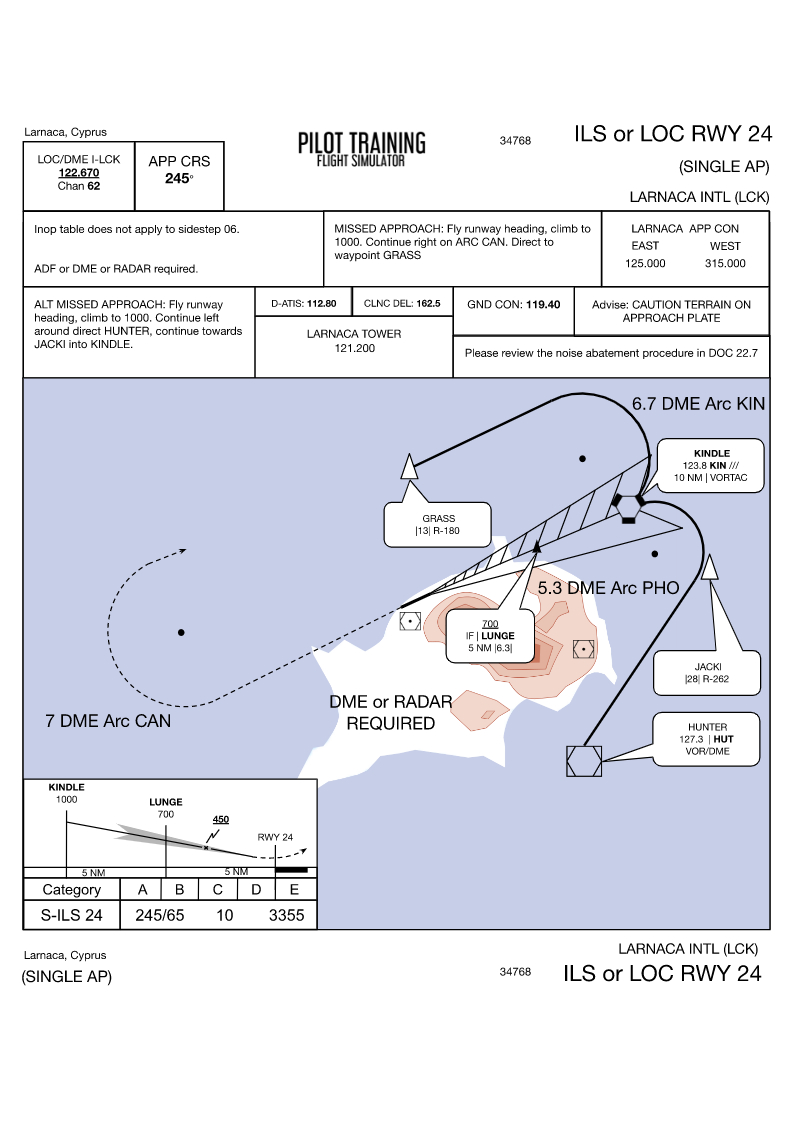 Larnaca, Cyprus
PILOT TRAINING
FLIGHT SIMULATOR
34768
ILS or LOC RWY 24
(SINGLE AP)
LARNACA INTL (LCK)
LOC/DME I-LCK
122.670
Chan 62
APP CRS
245°
Inop table does not apply to sidestep 06.
ADF or DME or RADAR required.
MISSED APPROACH: Fly runway heading, climb to
1000. Continue right on ARC CAN. Direct to
waypoint GRASS
LARNACA APP CON
EAST WEST
125.000 315.000
ALT MISSED APPROACH: Fly runway
heading, climb to 1000. Continue left
around direct HUNTER, continue towards
JACKI into KINDLE.
D-ATIS: 112.80
CLNC DEL: 162.5
LARNACA TOWER
121.200
GND CON: 119.40
Advise: CAUTION TERRAIN ON
APPROACH PLATE
Please review the noise abatement procedure in DOC 22.7
6.7 DME Arc KIN
KINDLE
123.8 KIN ///
10 NM | VORTAC
GRASS
|13| R-180
5.3 DME Arc PHO
700
IF | LUNGE
5 NM |6.3|
JACKI
|28| R-262
DME or RADAR
REQUIRED
7 DME Arc CAN
HUNTER
127.3 | HUT
VOR/DME
KINDLE
1000
LUNGE
700
450
RWY 24
5 NM
5 NM
Category A B C D E
S-ILS 24 245/65 10 3355
Larnaca, Cyprus
(SINGLE AP)
34768
LARNACA INTL (LCK)
ILS or LOC RWY 24